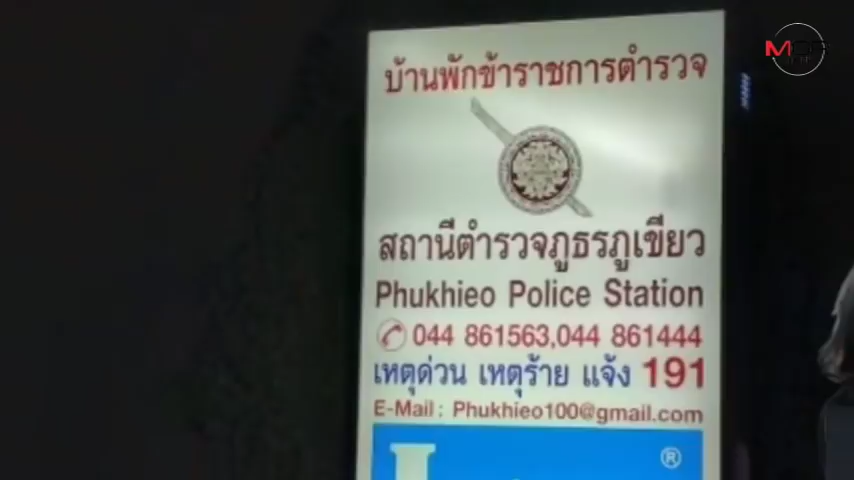 บ้านพักข้าราชการตำรวจ
สถานีตำรวจภูธรภูเขียว
Phukhieo Police Station
044 861563,044 861444
เหตุด่วน เหตุร้าย แจ้ง 191
E-Mail : Phukhieo100@gmail.com
®